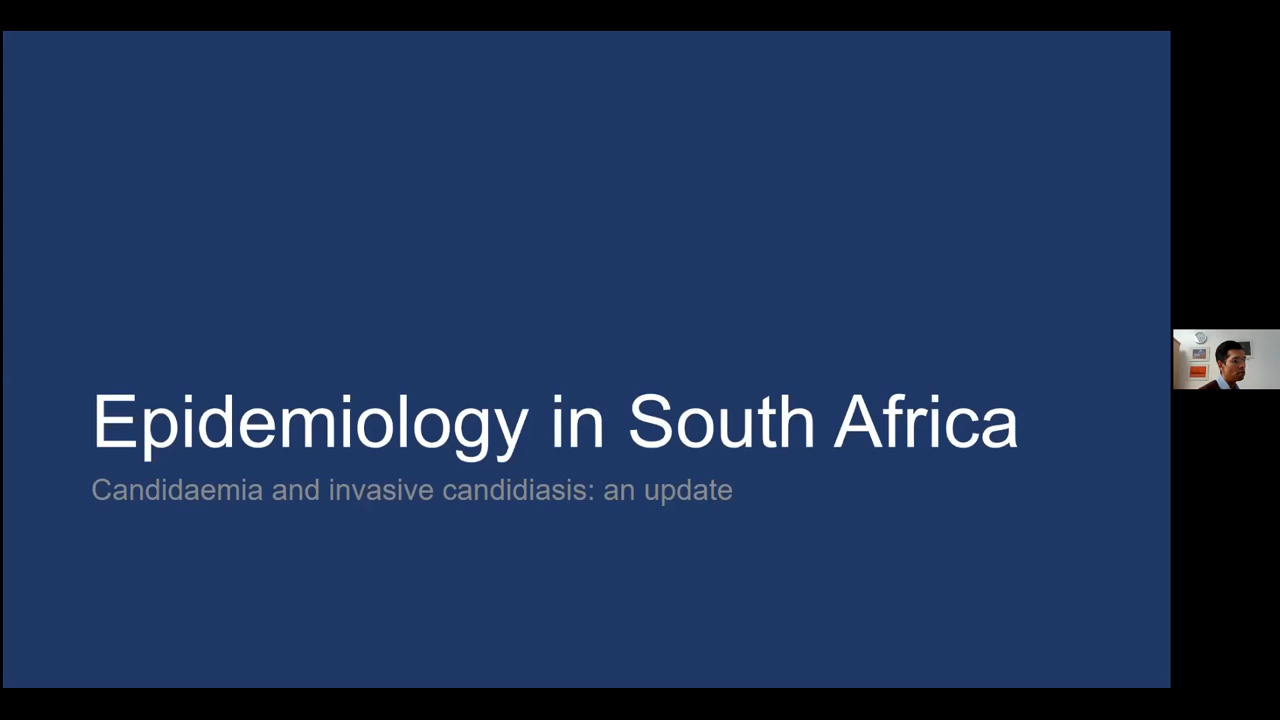 Epidemiology in South Africa
Candidaemia and invasive candidiasis: an update